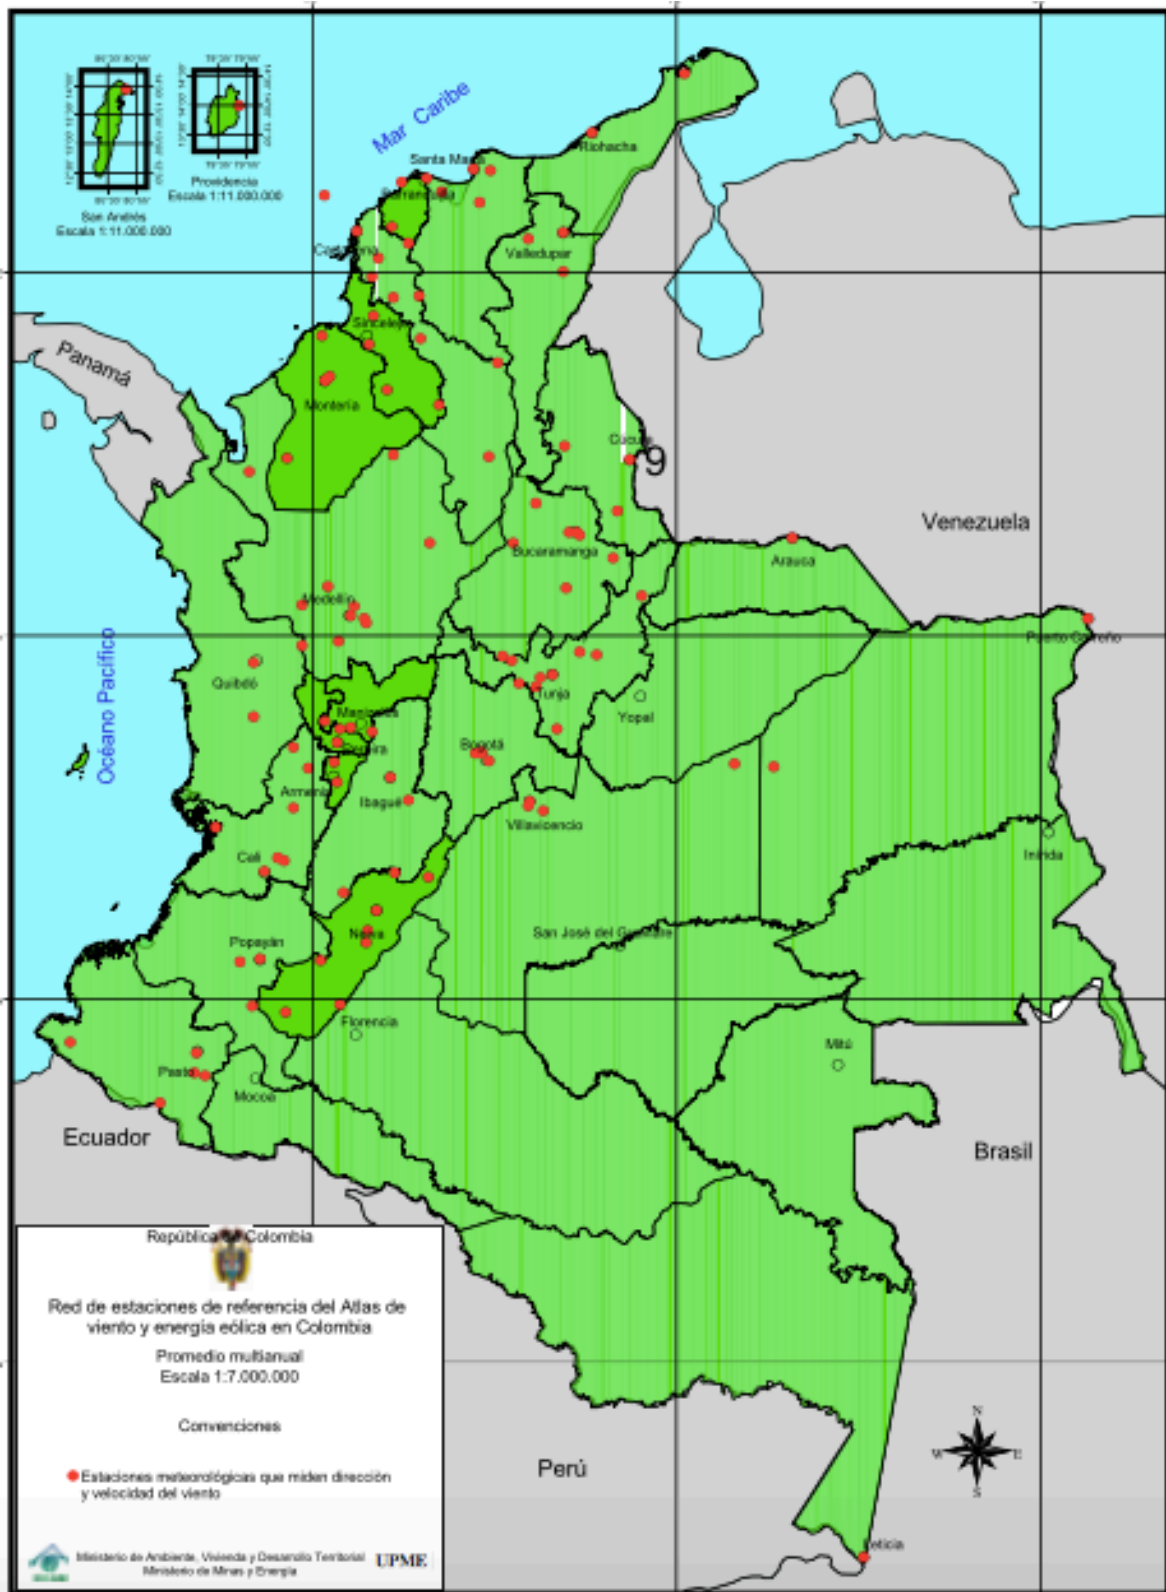 Mar Caribe
Providencia
Escala 1:11.000.000
San Andrés
Escala 1:11.000.000
Riohacha
Santa Marta
Barranquilla
Cartagena
Valledupar
Sincelejo
Panamá
Montería
Cúcuta
9
Venezuela
Bucaramanga
Arauca
Medellín
Puerto Carreño
Océano Pacífico
Quibdó
Tunja
Yopal
Manizales
Pereira
Bogotá
Armenia
Ibagué
Villavicencio
Cali
Inírida
San José del Guaviare
Popayán
Neiva
Florencia
Mitú
Pasto
Mocoa
Ecuador
Brasil
República de Colombia
Red de estaciones de referencia del Atlas de
viento y energía eólica en Colombia
Promedio multianual
Escala 1:7.000.000
Convenciones
Estaciones meteorológicas que miden dirección
y velocidad del viento
Ministerio de Ambiente, Vivienda y Desarrollo Territorial
Ministerio de Minas y Energía
UPME
Perú
N
W E
S
Leticia